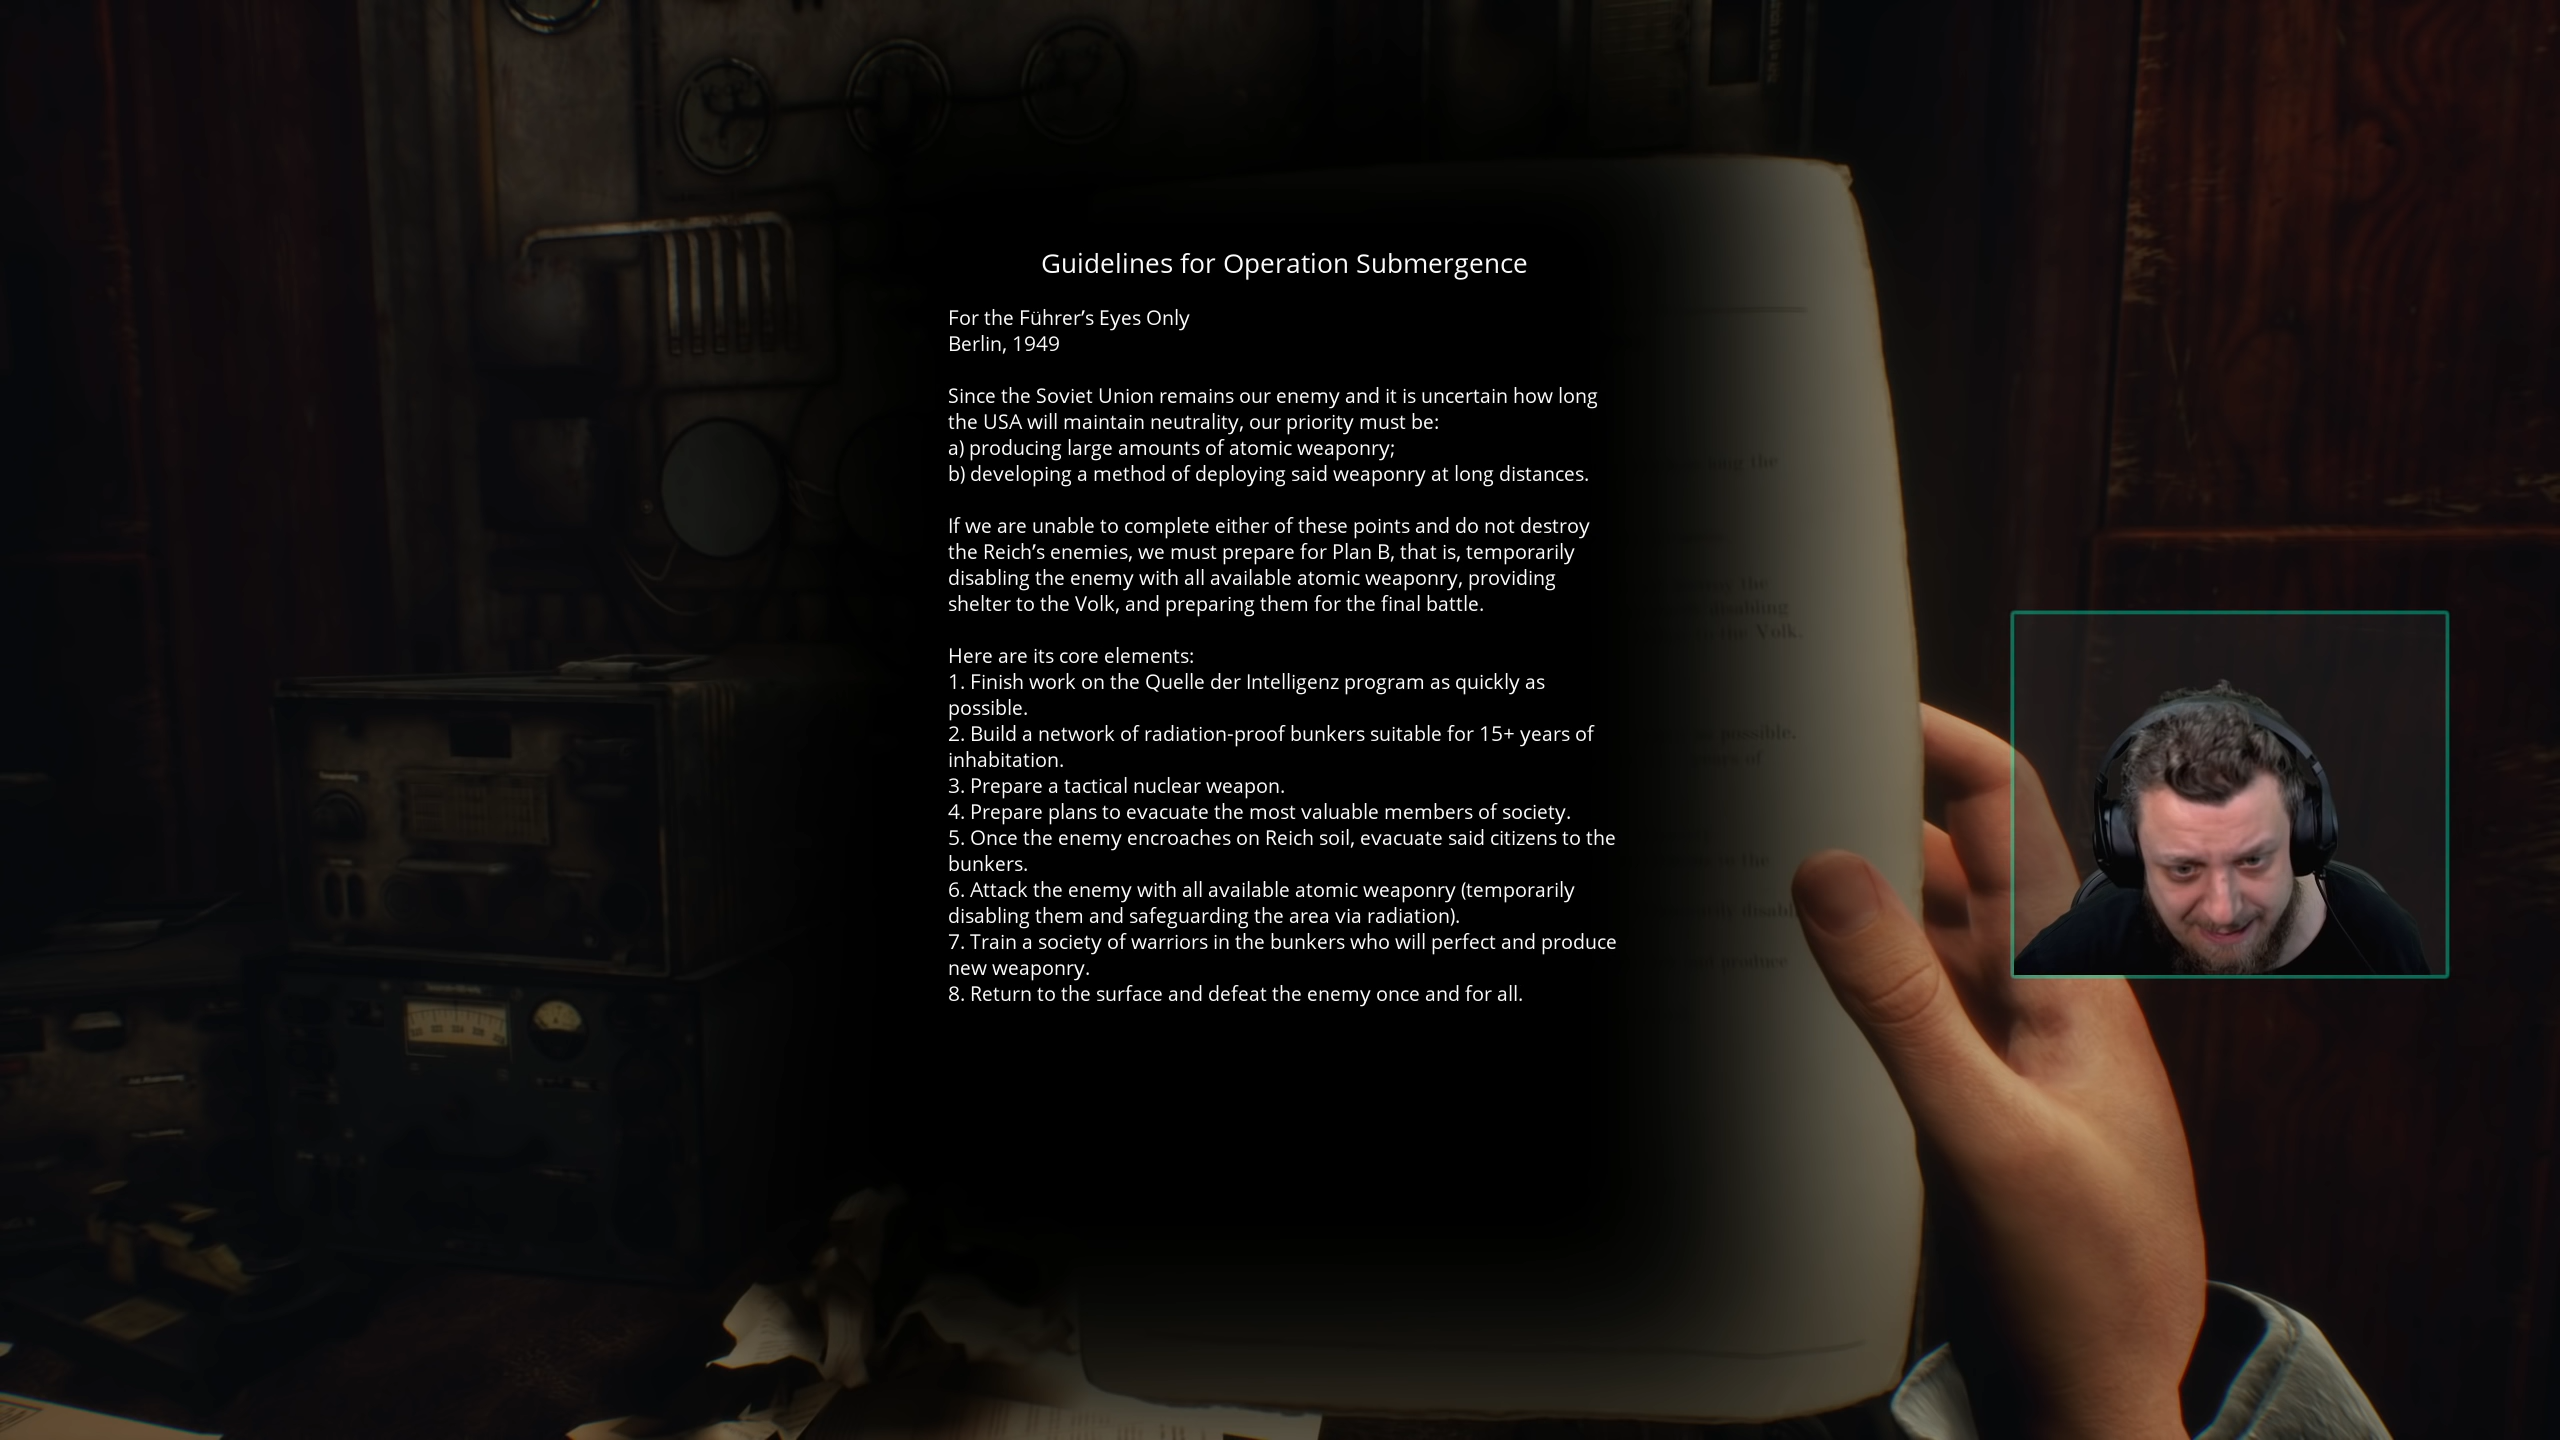 Guidelines for Operation Submergence
For the Führer’s Eyes Only
Berlin, 1949
Since the Soviet Union remains our enemy and it is uncertain how long
the USA will maintain neutrality, our priority must be:
a) producing large amounts of atomic weaponry;
b) developing a method of deploying said weaponry at long distances.
If we are unable to complete either of these points and do not destroy
the Reich’s enemies, we must prepare for Plan B, that is, temporarily
disabling the enemy with all available atomic weaponry, providing
shelter to the Volk, and preparing them for the final battle.
Here are its core elements:
1. Finish work on the Quelle der Intelligenz program as quickly as
possible.
2. Build a network of radiation-proof bunkers suitable for 15+ years of
inhabitation.
3. Prepare a tactical nuclear weapon.
4. Prepare plans to evacuate the most valuable members of society.
5. Once the enemy encroaches on Reich soil, evacuate said citizens to the
bunkers.
6. Attack the enemy with all available atomic weaponry (temporarily
disabling them and safeguarding the area via radiation).
7. Train a society of warriors in the bunkers who will perfect and produce
new weaponry.
8. Return to the surface and defeat the enemy once and for all.
the
the
disabling
the Volk.
possible.
of
the
produce